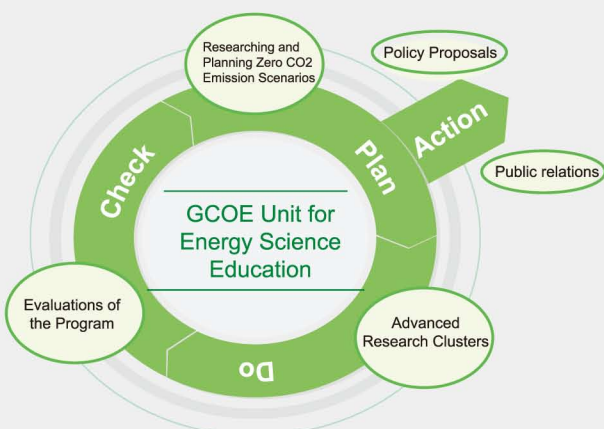 Researching and
Planning Zero CO2
Emission Scenarios
Policy Proposals
Action
Plan
Check
Public relations
GCOE Unit for
Energy Science
Education
Evaluations of
the Program
Advanced
Research Clusters
Do